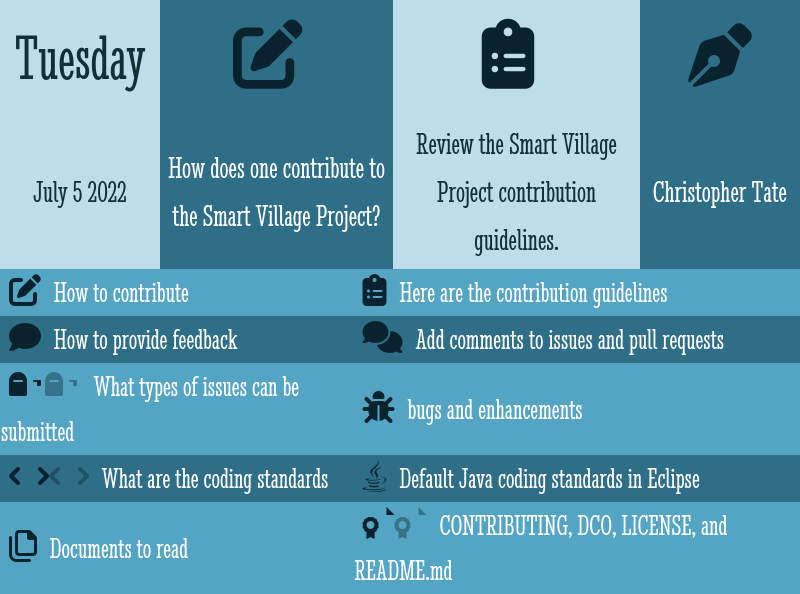 Tuesday
July 5 2022
How does one contribute to
the Smart Village Project?
Review the Smart Village
Project contribution
guidelines.
Christopher Tate
How to contribute
Here are the contribution guidelines
How to provide feedback
Add comments to issues and pull requests
What types of issues can be
submitted
bugs and enhancements
What are the coding standards
Default Java coding standards in Eclipse
Documents to read
CONTRIBUTING, DCO, LICENSE, and
README.md